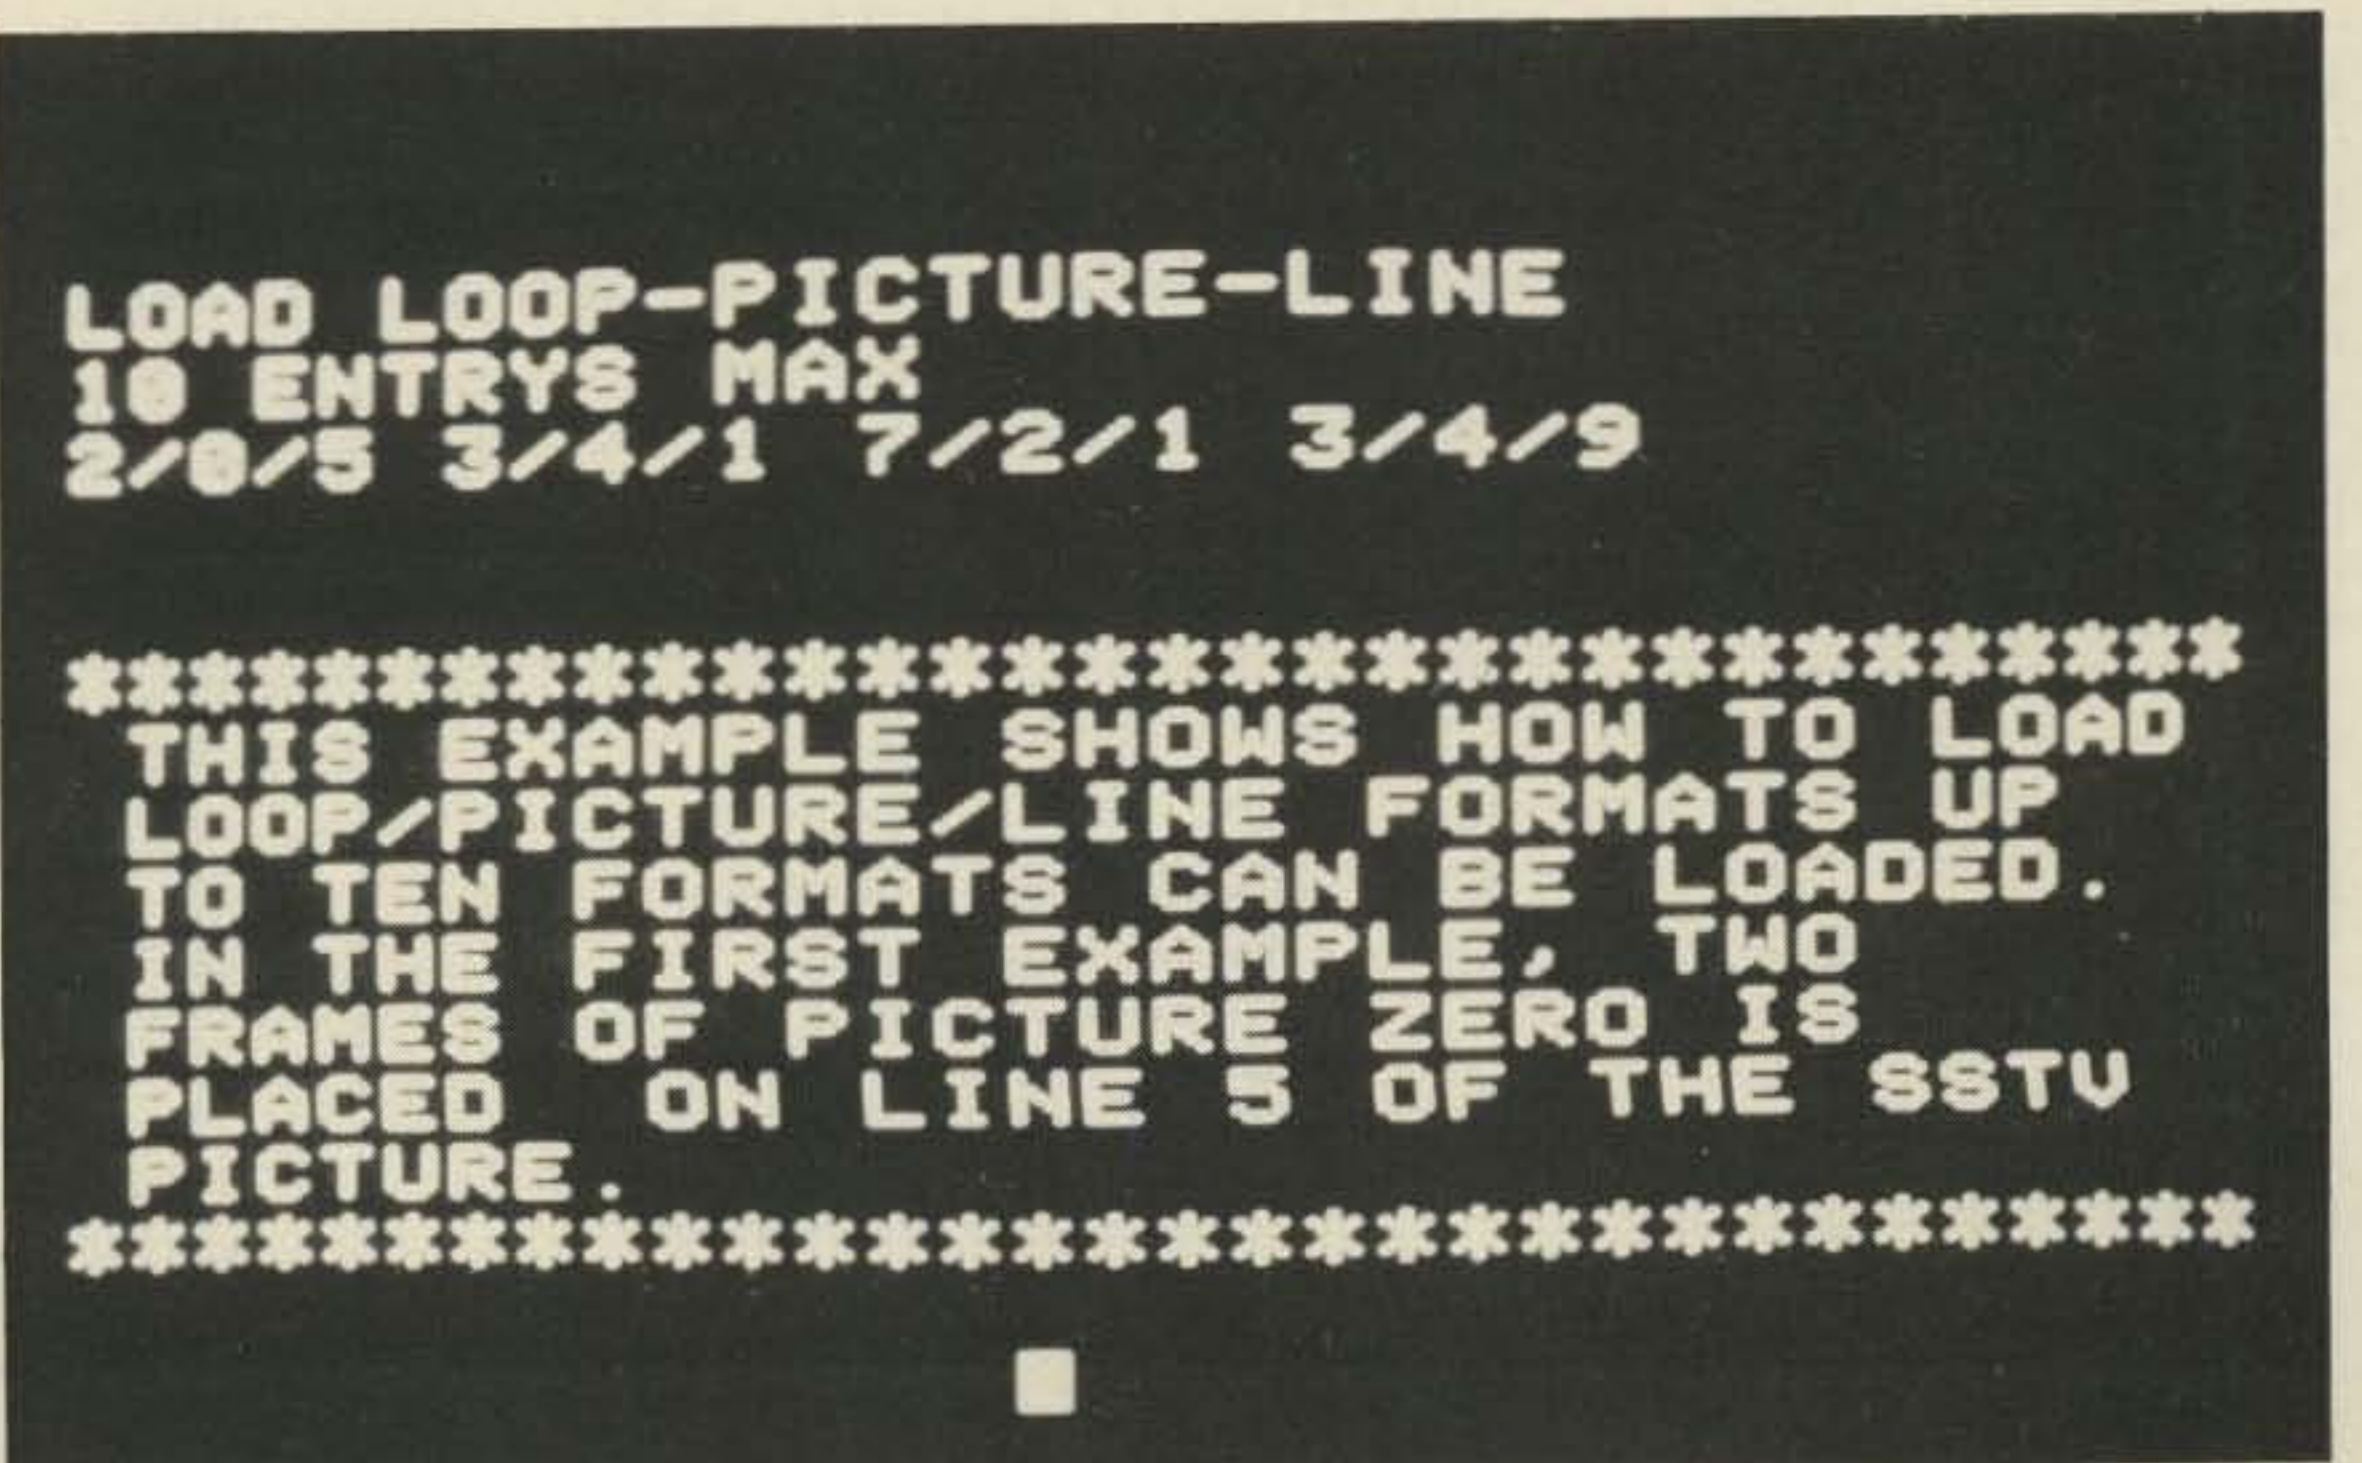 LOAD LOOP-PICTURE-LINE
10 ENTRYS MAX
2/0/5 3/4/1 7/2/1 3/4/9
********************************
THIS EXAMPLE SHOWS HOW TO LOAD
LOOP/PICTURE/LINE FORMATS UP
TO TEN FORMATS CAN BE LOADED.
IN THE FIRST EXAMPLE, TWO
FRAMES OF PICTURE ZERO IS
PLACED  ON LINE 5 OF THE SSTV
PICTURE.
********************************